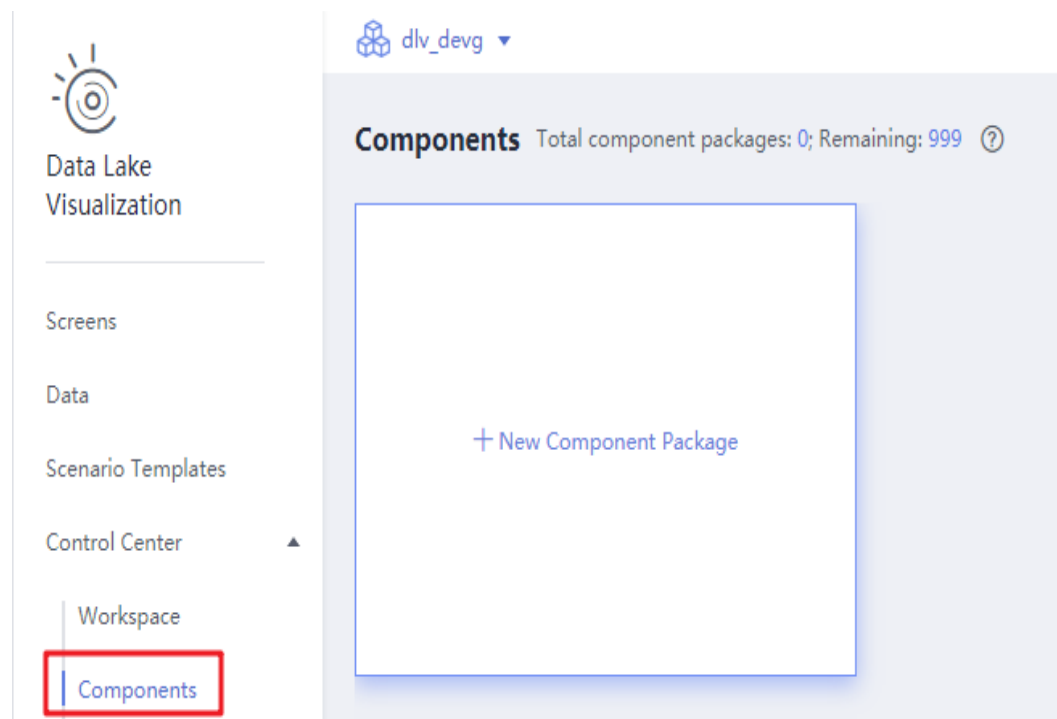 Data Lake
Visualization
Screens
Data
Scenario Templates
Control Center
Workspace
Components
dlv_devg
Components Total component packages: 0; Remaining: 999 ?
+ New Component Package